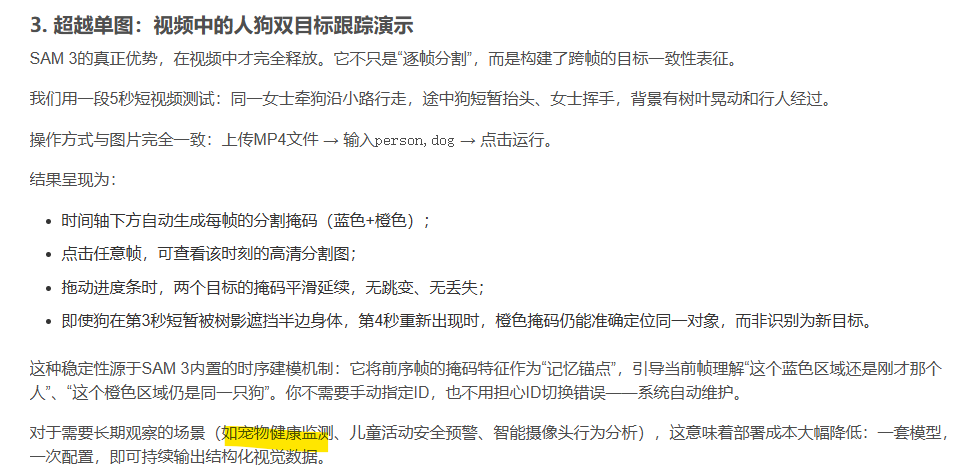 3. 超越单图：视频中的人狗双目标跟踪演示
SAM 3的真正优势，在视频中才完全释放。它不只是“逐帧分割”，而是构建了跨帧的目标一致性表征。
我们用一段5秒短视频测试：同一女士牵狗沿小路行走，途中狗短暂抬头、女士挥手，背景有树叶晃动和行人经过。
操作方式与图片完全一致：上传MP4文件 → 输入person,dog → 点击运行。
结果呈现为：
• 时间轴下方自动生成每帧的分割掩码（蓝色+橙色）；
• 点击任意帧，可查看该时刻的高清分割图；
• 拖动进度条时，两个目标的掩码平滑延续，无跳变、无丢失；
• 即使狗在第3秒短暂被树影遮挡半边身体，第4秒重新出现时，橙色掩码仍能准确定位同一对象，而非识别为新目标。
这种稳定性源于SAM 3内置的时序建模机制：它将前序帧的掩码特征作为“记忆锚点”，引导当前帧理解“这个蓝色区域还是刚才那个
人”、“这个橙色区域仍是同一只狗”。你不需要手动指定ID，也不用担心ID切换错误——系统自动维护。
对于需要长期观察的场景（如宠物健康监测、儿童活动安全预警、智能摄像头行为分析），这意味着部署成本大幅降低：一套模型，
一次配置，即可持续输出结构化视觉数据。